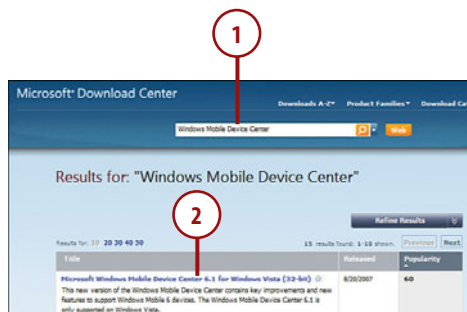 1
Microsoft Download Center
Downloads A-Z Product Families Download Cat
Windows Mobile Device Center
Web
Results for: "Windows Mobile Device Center"
2
Refine Results
Results for: 10 20 30 40 50
15 results found; 1-10 shown. Previous Next
Title Released Popularity
Microsoft Windows Mobile Device Center 6.1 for Windows Vista (32-bit)
8/20/2007 60
This new version of the Windows Mobile Device Center contains key improvements and new
features to support Windows Mobile 6 devices. The Windows Mobile Device Center 6.1 is
only supported on Windows Vista.